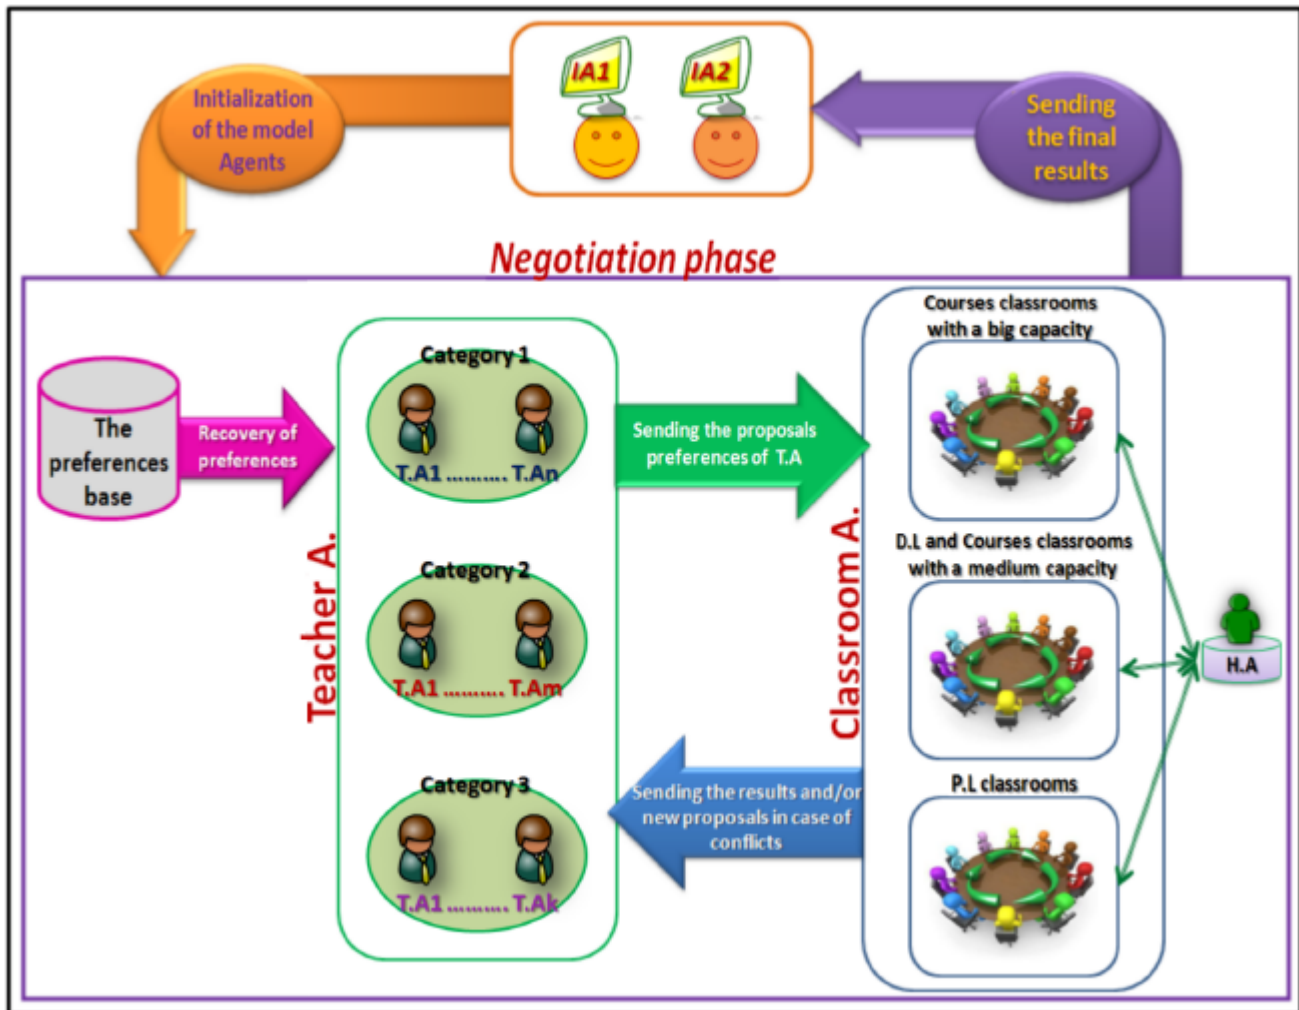 IA1
IA2
Initialization
of the model
Agents
Sending
the final
results
Negotiation phase
The
preferences
base
Recovery of
preferences
Teacher A.
Category 1
T.A1 .......... T.An
Category 2
T.A1 .......... T.Am
Category 3
T.A1 .......... T.Ak
Sending the proposals
preferences of T.A
Sending the results and/or
new proposals in case of
conflicts
Classroom A.
Courses classrooms
with a big capacity
D.L and Courses classrooms
with a medium capacity
P.L classrooms
H.A